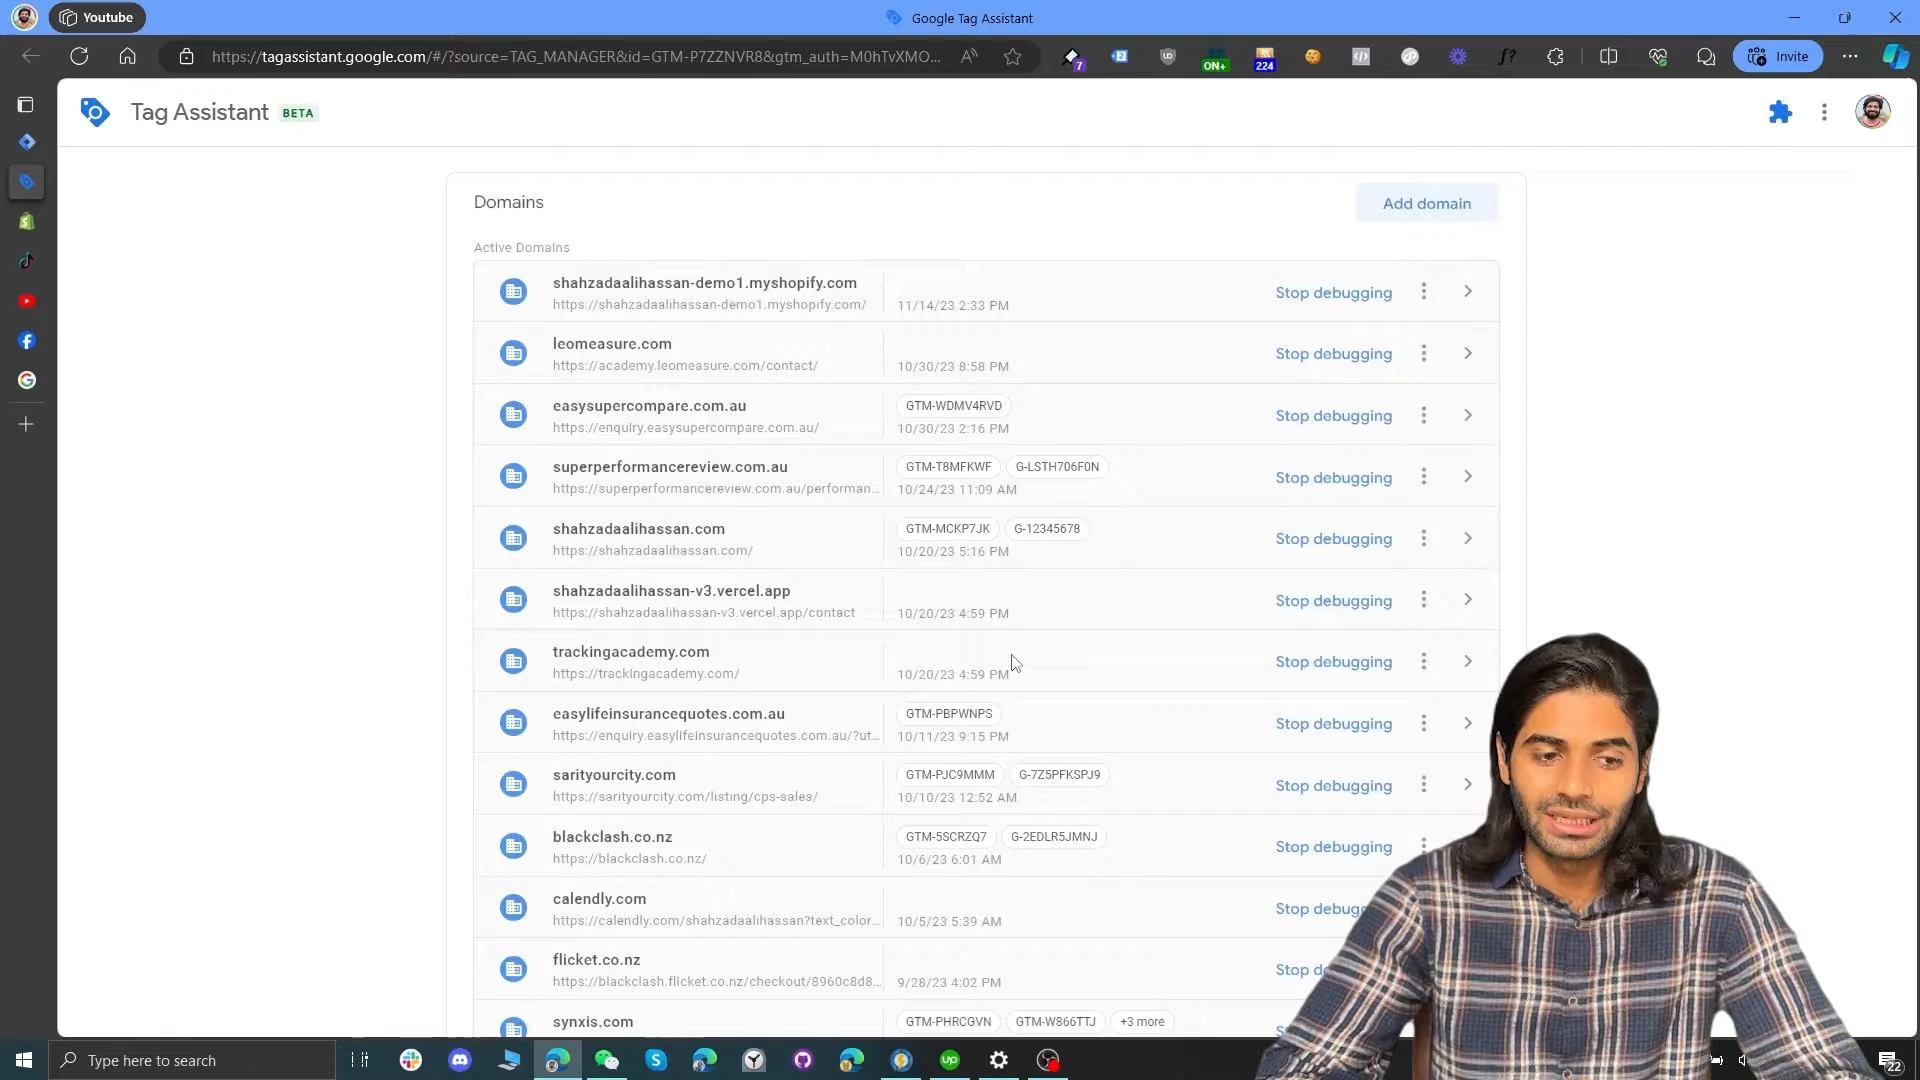 Youtube
Google Tag Assistant
https://tagassistant.google.com/#/?source=TAG_MANAGER&id=GTM-P7ZZNVR8&gtm_auth=M0hTvXMO...
7
ON+
224
Invite
Tag Assistant BETA
Domains
Add domain
Active Domains
shahzadaalihassan-demo1.myshopify.com
https://shahzadaalihassan-demo1.myshopify.com/
11/14/23 2:33 PM
Stop debugging
leomeasure.com
https://academy.leomeasure.com/contact/
10/30/23 8:58 PM
Stop debugging
easysupercompare.com.au
https://enquiry.easysupercompare.com.au/
GTM-WDMV4RVD
10/30/23 2:16 PM
Stop debugging
superperformancereview.com.au
https://superperformancereview.com.au/performan...
GTM-T8MFKWF G-LSTH706F0N
10/24/23 11:09 AM
Stop debugging
shahzadaalihassan.com
https://shahzadaalihassan.com/
GTM-MCKP7JK G-12345678
10/20/23 5:16 PM
Stop debugging
shahzadaalihassan-v3.vercel.app
https://shahzadaalihassan-v3.vercel.app/contact
10/20/23 4:59 PM
Stop debugging
trackingacademy.com
https://trackingacademy.com/
10/20/23 4:59 PM
Stop debugging
easylifeinsurancequotes.com.au
https://enquiry.easylifeinsurancequotes.com.au/?ut...
GTM-PBPWNPS
10/11/23 9:15 PM
Stop debugging
sarityourcity.com
https://sarityourcity.com/listing/cps-sales/
GTM-PJC9MMM G-7Z5PFKSPJ9
10/10/23 12:52 AM
Stop debugging
blackclash.co.nz
https://blackclash.co.nz/
GTM-5SCRZQ7 G-2EDLR5JMNJ
10/6/23 6:01 AM
Stop debugging
calendly.com
https://calendly.com/shahzadaalihassan?text_color...
10/5/23 5:39 AM
Stop debugg
flicket.co.nz
https://blackclash.flicket.co.nz/checkout/8960c8d8...
9/28/23 4:02 PM
Stop de
synxis.com
GTM-PHRCGVN GTM-W866TTJ +3 more
Type here to search
22